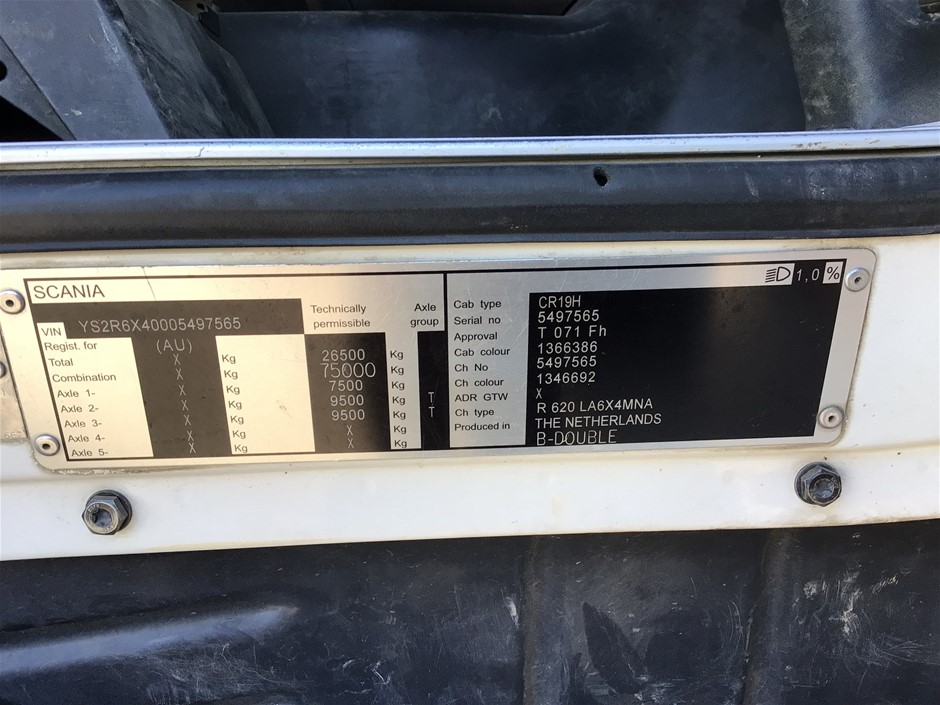 SCANIA
VIN YS2R6X40005497565
Technically permissible
Axle group
Regist. for (AU)
Total X Kg 26500 Kg
Combination X Kg 75000 Kg
Axle 1- X Kg 7500 Kg
Axle 2- X Kg 9500 Kg T
Axle 3- X Kg 9500 Kg T
Axle 4- X Kg X Kg
Axle 5- X Kg X Kg
1,0 %
Cab type CR19H
Serial no 5497565
Approval T 071 Fh
Cab colour 1366386
Ch No 5497565
Ch colour 1346692
ADR GTW X
Ch type R 620 LA6X4MNA
Produced in THE NETHERLANDS
B-DOUBLE